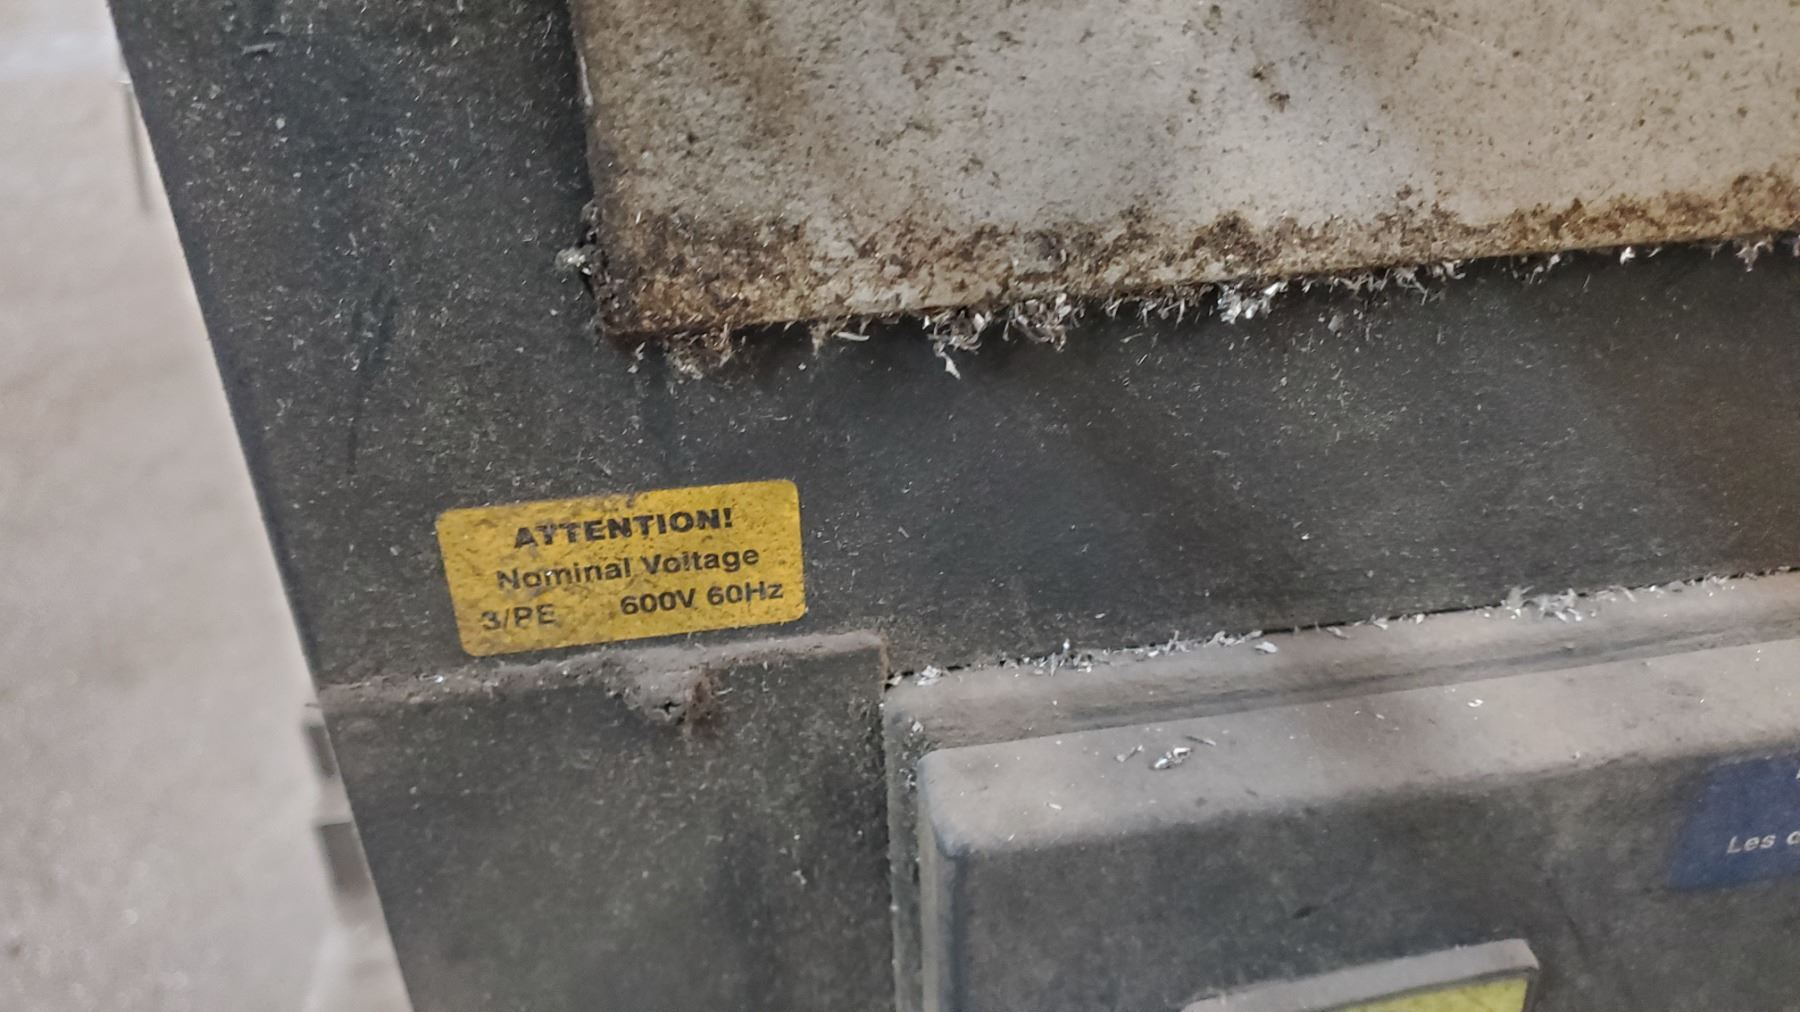 ATTENTION!
Nominal Voltage
3/PE 600V 60Hz
Les